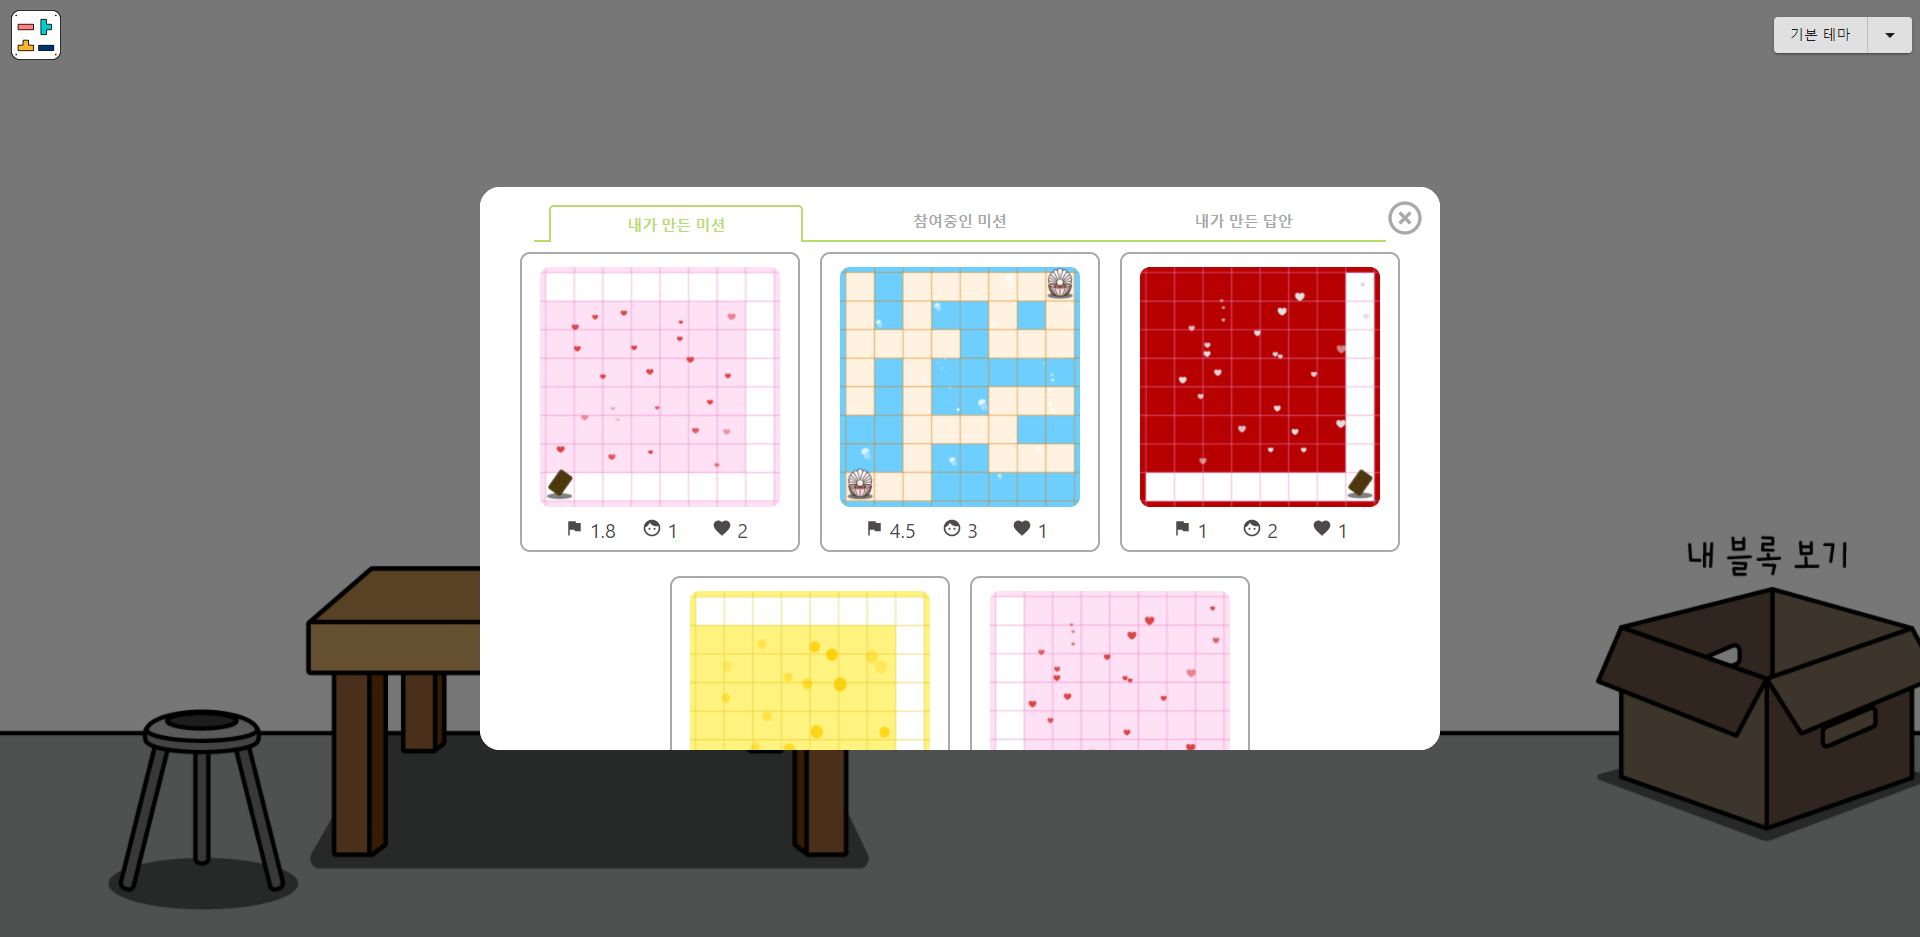 기본 테마
내가 만든 미션
참여중인 미션
내가 만든 답안
1.8 1 2
4.5 3 1
1 2 1
내 블록 보기